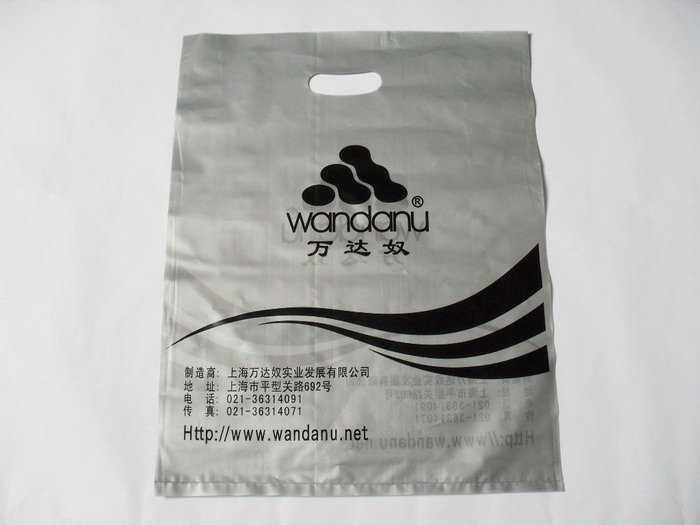 wandanu®
万达奴
制造商: 上海万达奴实业发展有限公司
地 址: 上海市平型关路692号
电 话: 021-36314091
传 真: 021-36314071
Http://www.wandanu.net